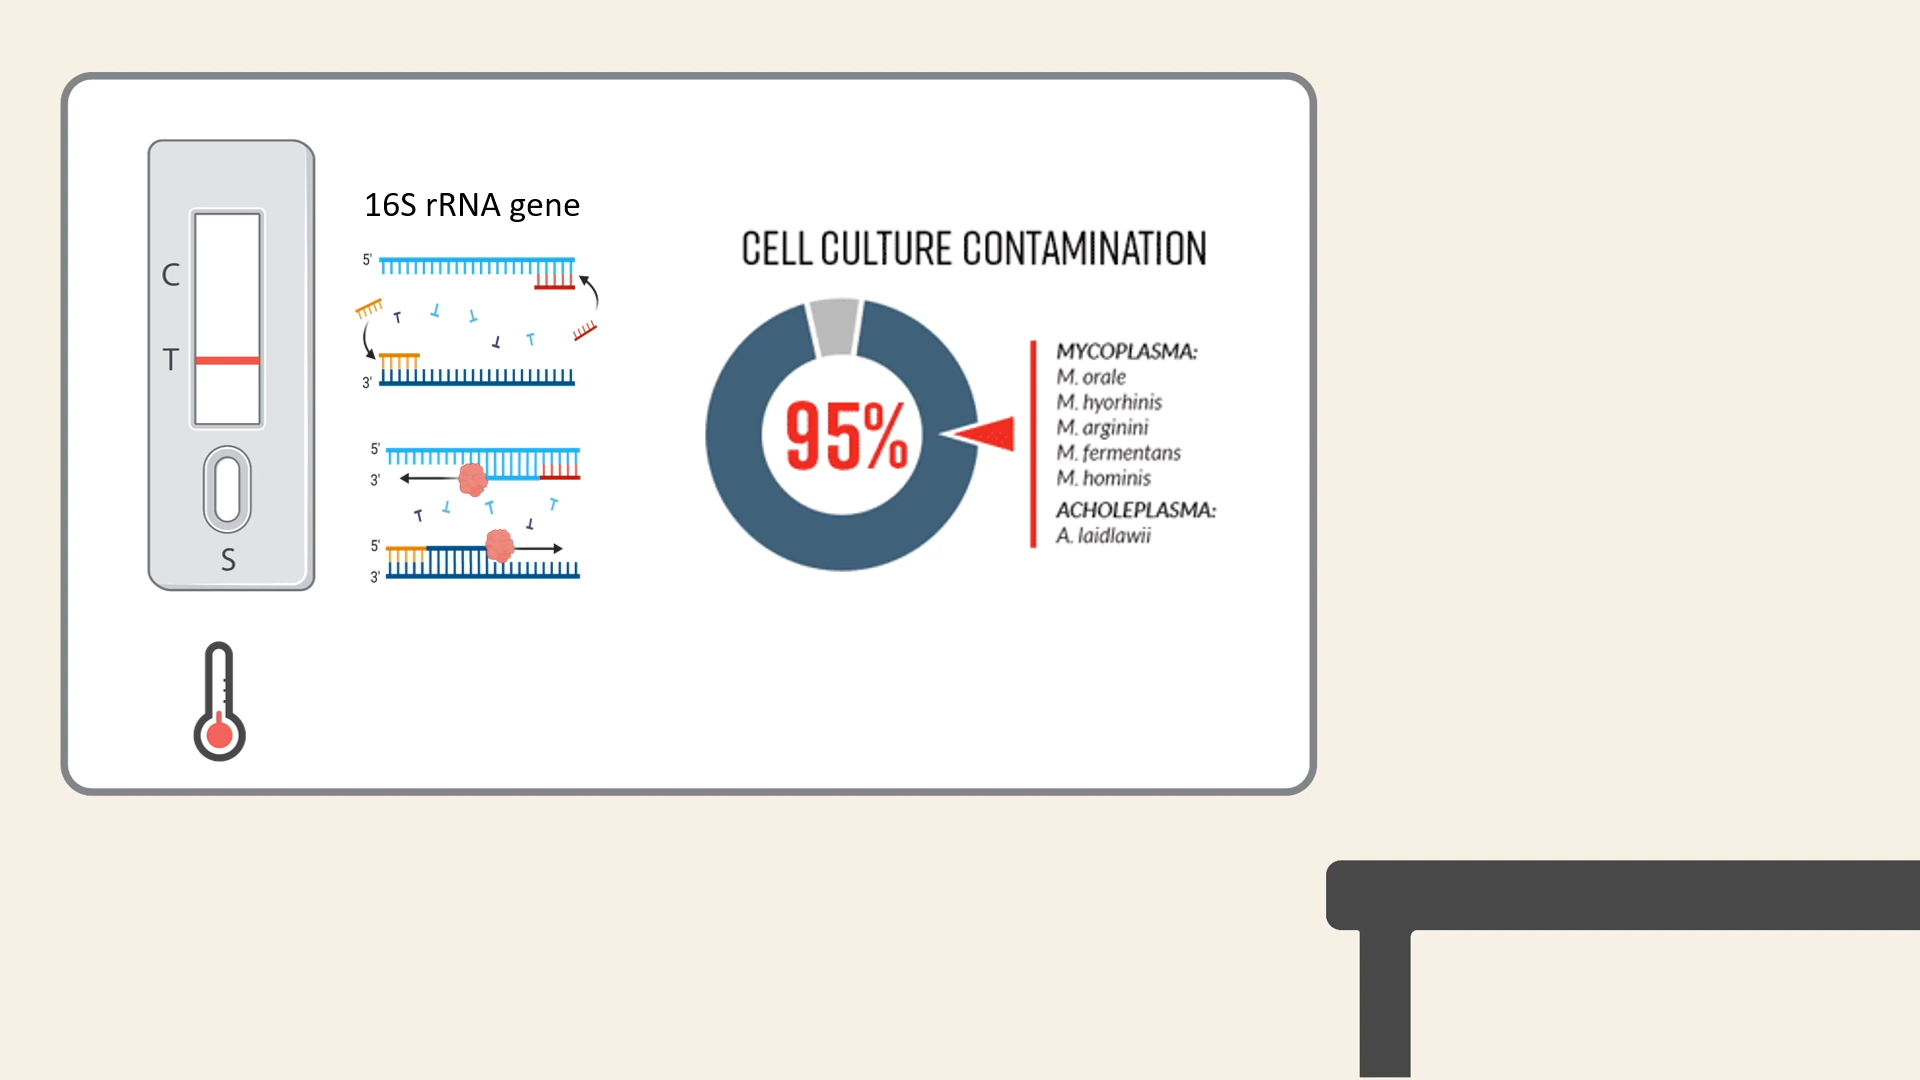 C
T
S
16S rRNA gene
5'
3'
5'
3'
5'
3'
CELL CULTURE CONTAMINATION
95%
MYCOPLASMA:
M. orale
M. hyorhinis
M. arginini
M. fermentans
M. hominis
ACHOLEPLASMA:
A. laidlawii